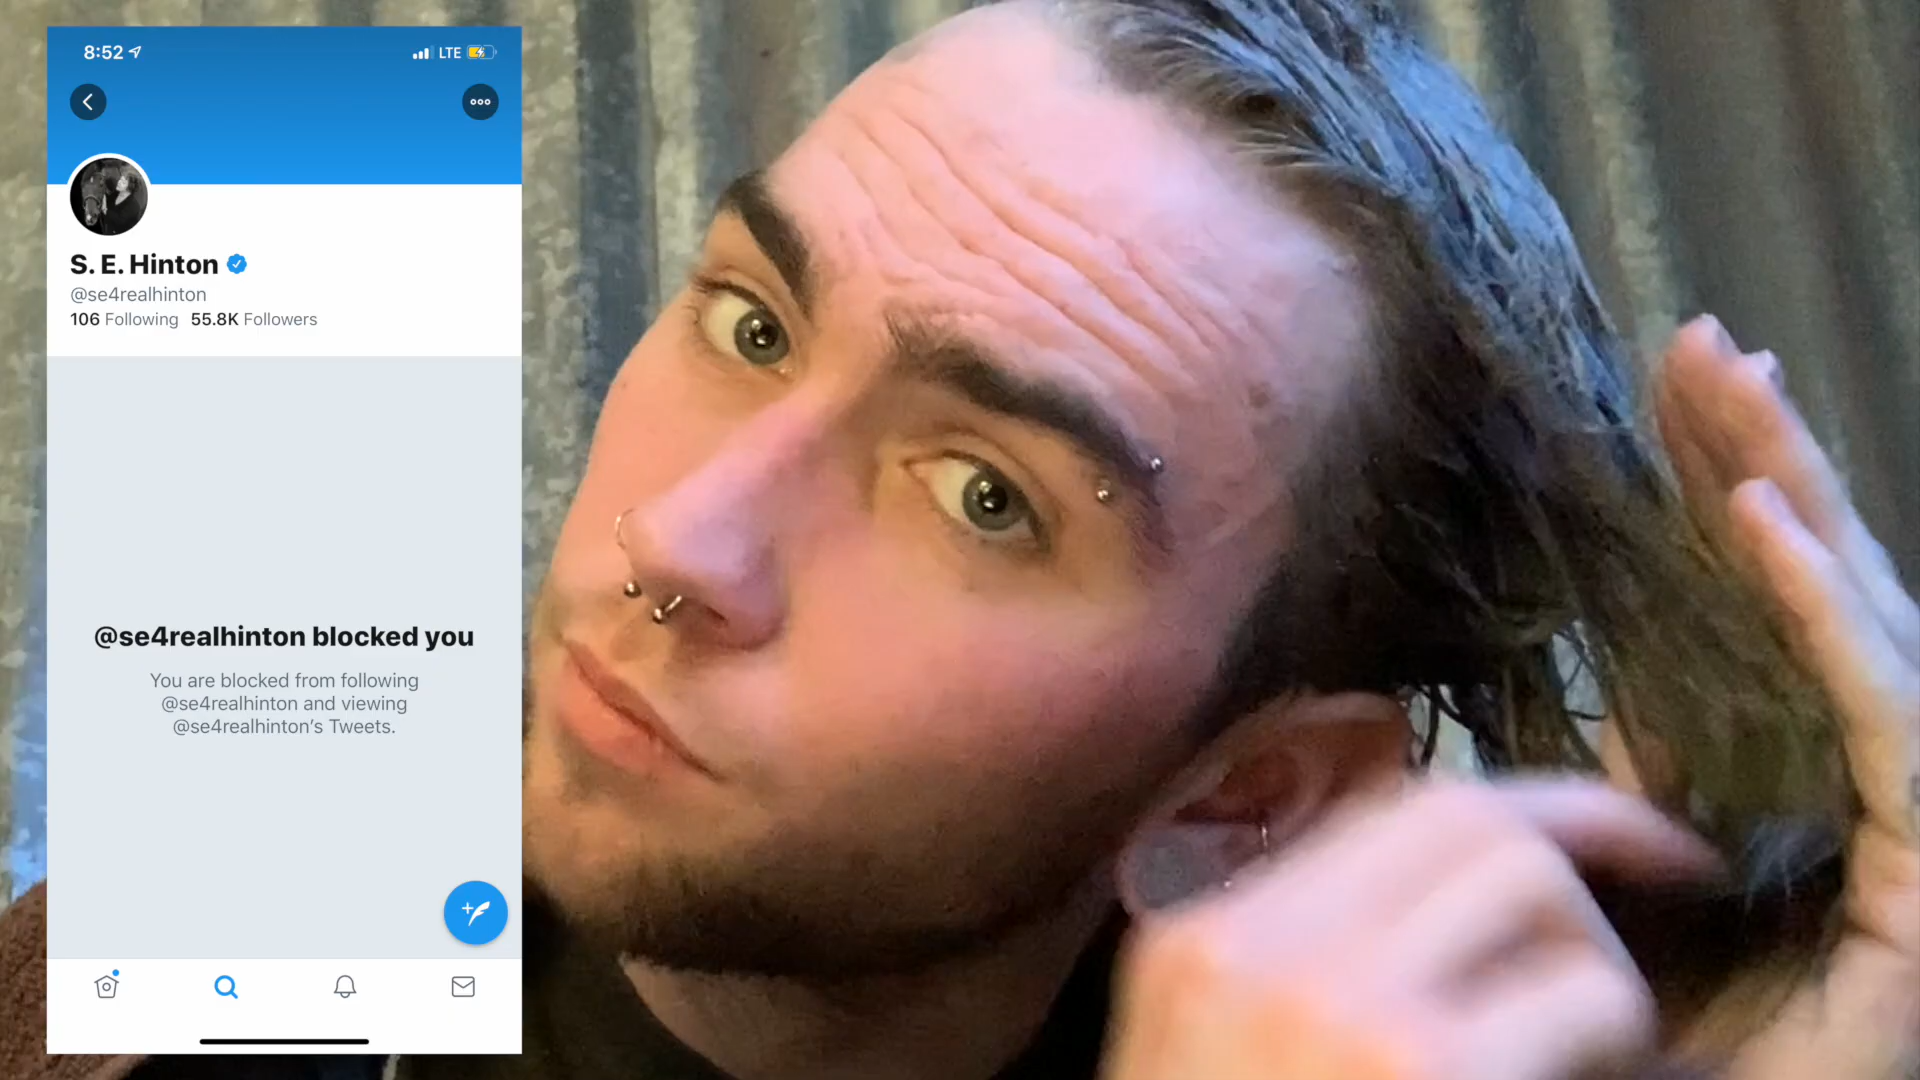 8:52 LTE
S. E. Hinton
@se4realhinton
106 Following 55.8K Followers
@se4realhinton blocked you
You are blocked from following
@se4realhinton and viewing
@se4realhinton’s Tweets.